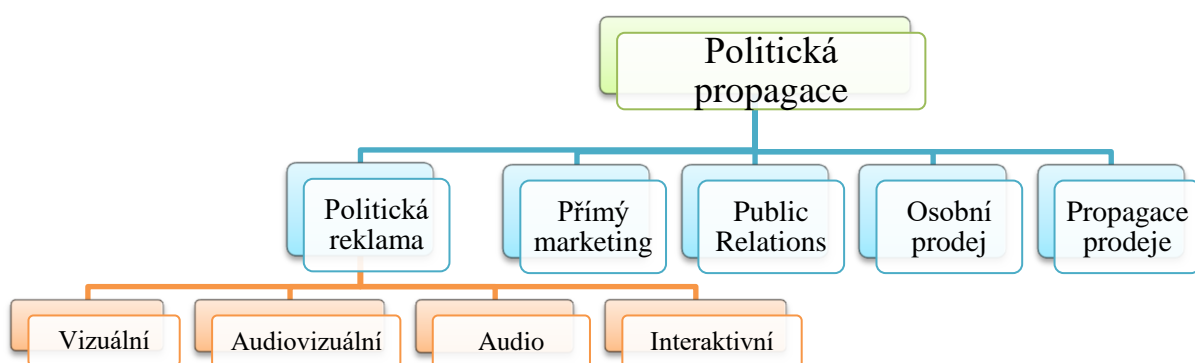 Politická
propagace
Politická
reklama
Přímý
marketing
Public
Relations
Osobní
prodej
Propagace
prodeje
Vizuální
Audiovizuální
Audio
Interaktivní